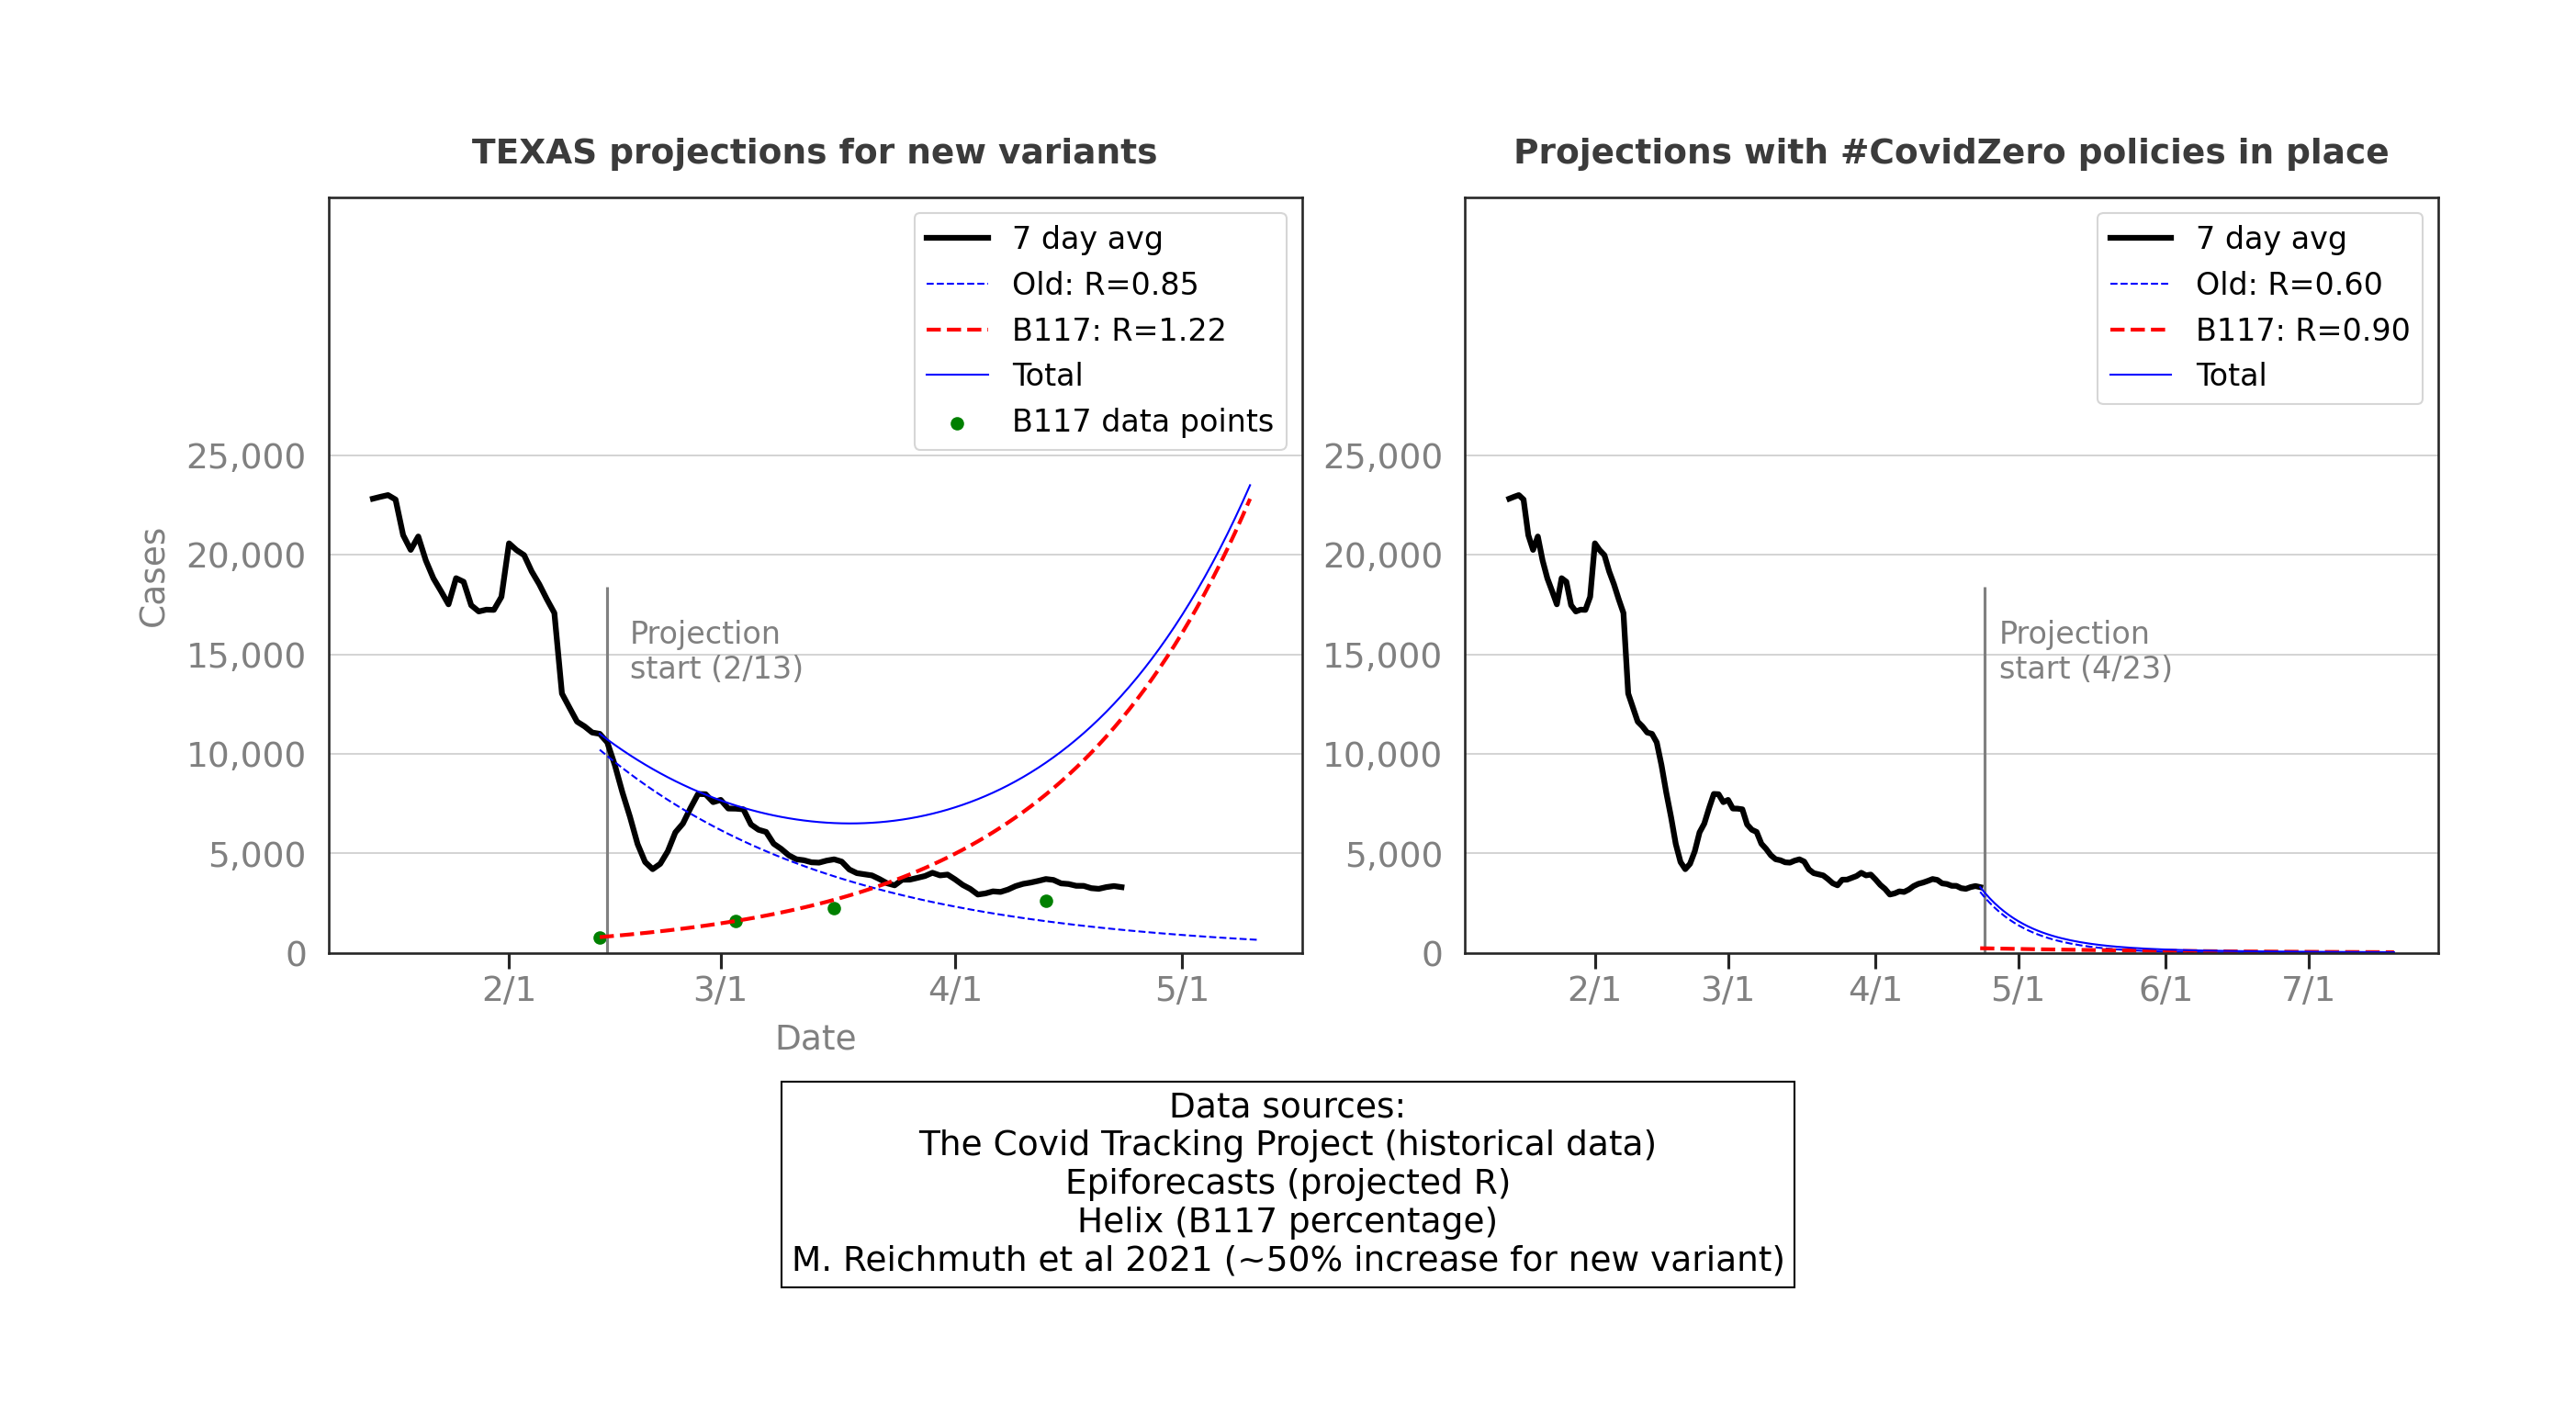 TEXAS projections for new variants
7 day avg
Old: R=0.85
B117: R=1.22
Total
B117 data points
25,000
20,000
15,000
10,000
5,000
0
Cases
Projection
start (2/13)
2/1
3/1
4/1
5/1
Date
Projections with #CovidZero policies in place
7 day avg
Old: R=0.60
B117: R=0.90
Total
25,000
20,000
15,000
10,000
5,000
0
Projection
start (4/23)
2/1
3/1
4/1
5/1
6/1
7/1
Data sources:
The Covid Tracking Project (historical data)
Epiforecasts (projected R)
Helix (B117 percentage)
M. Reichmuth et al 2021 (~50% increase for new variant)